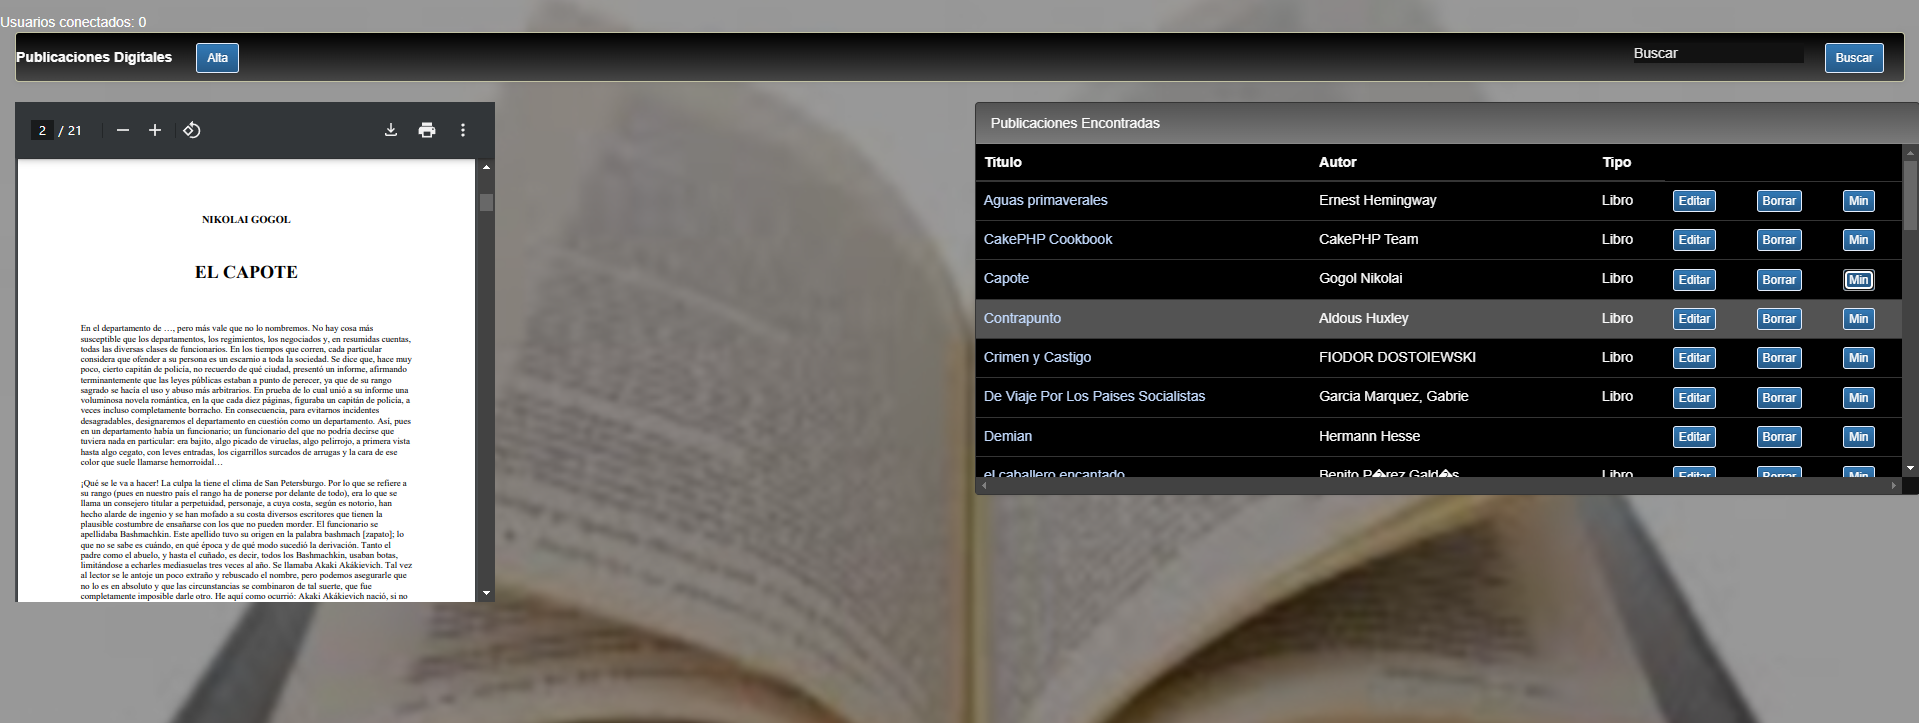 Usuarios conectados: 0
Publicaciones Digitales
Alta
Buscar
Buscar
2 / 21
NIKOLAI GOGOL
EL CAPOTE
En el departamento de …, pero más vale que no lo nombremos. No hay cosa más
susceptible que los departamentos, los regimientos, los negociados y, en resumidas cuentas,
todas las diversas clases de funcionarios. En los tiempos que corren, cada particular
considera que ofender a su persona es un escarnio a toda la sociedad. Se dice que, hace muy
poco, cierto capitán de policía, no recuerdo de qué ciudad, presentó un informe, afirmando
terminantemente que las leyes públicas estaban a punto de perecer, ya que de su rango
sagrado se hacia el uso y abuso más arbitrarios. En prueba de lo cual unió a su informe una
voluminosa novela romántica, en la que cada diez páginas, figuraba un capitán de policía, a
veces incluso completamente borracho. En consecuencia, para evitarnos incidentes
desagradables, designaremos el departamento en cuestión como un departamento. Así, pues
en un departamento había un funcionario; un funcionario del que no podría decirse que
tuviera nada en particular: era bajito, algo picado de viruelas, algo pelirrojo, a primera vista
hasta algo cegato, con leves entradas, los cigarrillos surcados de arrugas y la cara de ese
color que suele llamarse hemorroidal…
¡Qué se le va a hacer! La culpa la tiene el clima de San Petersburgo. Por lo que se refiere a
su rango (pues en nuestro país el rango ha de ponerse por delante de todo), era lo que se
llama un consejero titular a perpetuidad, personaje, a cuya costa, según es notorio, han
hecho alarde de ingenio y se han mofado a su costa diversos escritores que tienen la
plausible costumbre de ensañarse con los que no pueden morder. El funcionario se
apellidaba Bashmachkin. Este apellido tuvo su origen en la palabra bashmach [zapato]; lo
que no se sabe es cuándo, en qué época y de qué modo sucedió la derivación. Tanto el
padre como el abuelo, y hasta el cuñado, es decir, todos los Bashmachkin, usaban botas,
limitándose a echarles mediasuelas tres veces al año. Se llamaba Akaki Akákievich. Tal vez
al lector se le antoje un poco extraño y rebuscado el nombre, pero podemos asegurarle que
no lo es en absoluto y que las circunstancias se combinaron de tal suerte, que fue
completamente imposible darle otro. He aquí como ocurrió: Akaki Akákievich nació, si no
Publicaciones Encontradas
Titulo Autor Tipo
Aguas primaverales Ernest Hemingway Libro Editar Borrar Min
CakePHP Cookbook CakePHP Team Libro Editar Borrar Min
Capote Gogol Nikolai Libro Editar Borrar Min
Contrapunto Aldous Huxley Libro Editar Borrar Min
Crimen y Castigo FIODOR DOSTOIEWSKI Libro Editar Borrar Min
De Viaje Por Los Paises Socialistas Garcia Marquez, Gabrie Libro Editar Borrar Min
Demian Hermann Hesse Editar Borrar Min
el caballero encantado Benito P�rez Gald�s Libro Editar Borrar Min